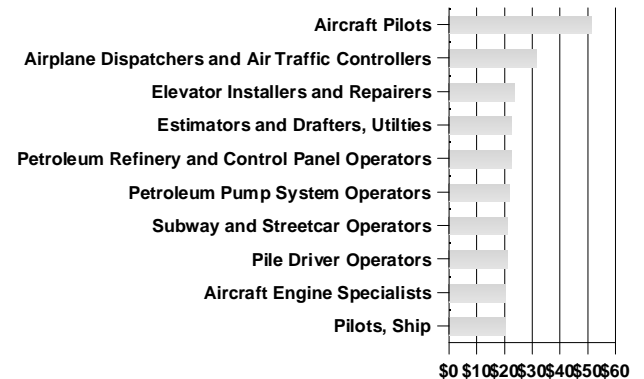 Aircraft Pilots
Airplane Dispatchers and Air Traffic Controllers
Elevator Installers and Repairers
Estimators and Drafters, Utilties
Petroleum Refinery and Control Panel Operators
Petroleum Pump System Operators
Subway and Streetcar Operators
Pile Driver Operators
Aircraft Engine Specialists
Pilots, Ship
$0 $10 $20 $30 $40 $50 $60